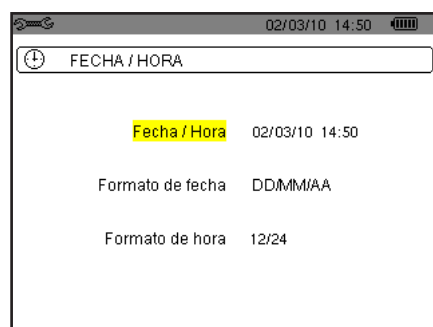 02/03/10 14:50
FECHA / HORA
Fecha / Hora 02/03/10 14:50
Formato de fecha DD/MM/AA
Formato de hora 12/24